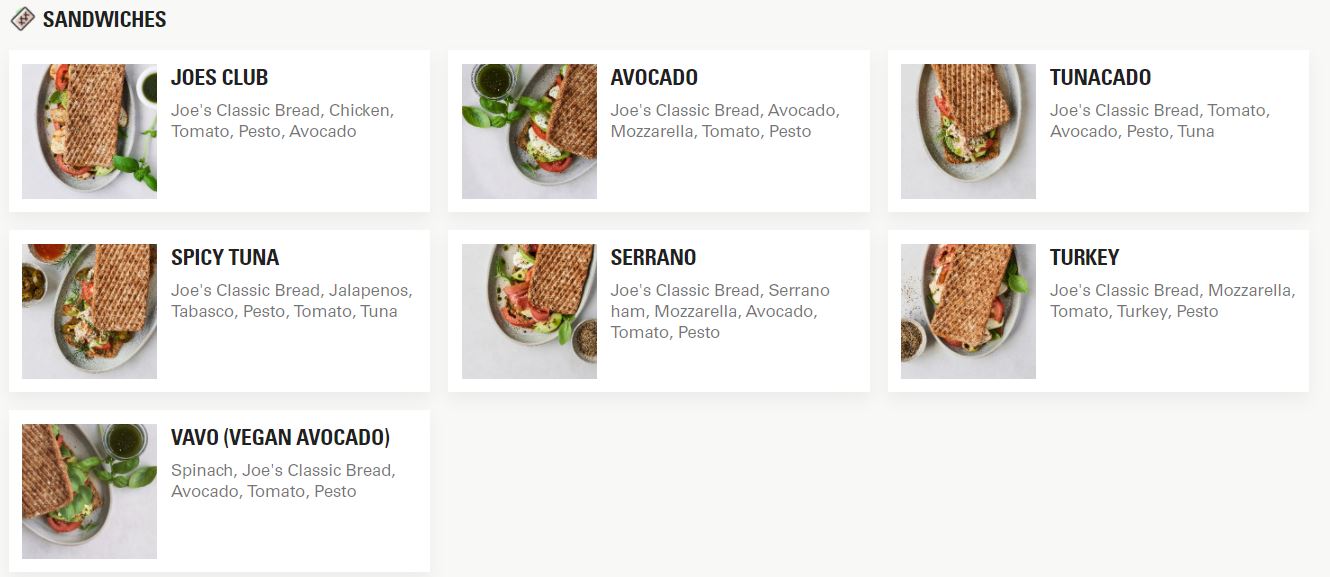 SANDWICHES
JOES CLUB
Joe's Classic Bread, Chicken,
Tomato, Pesto, Avocado
AVOCADO
Joe's Classic Bread, Avocado,
Mozzarella, Tomato, Pesto
TUNACADO
Joe's Classic Bread, Tomato,
Avocado, Pesto, Tuna
SPICY TUNA
Joe's Classic Bread, Jalapenos,
Tabasco, Pesto, Tomato, Tuna
SERRANO
Joe's Classic Bread, Serrano
ham, Mozzarella, Avocado,
Tomato, Pesto
TURKEY
Joe's Classic Bread, Mozzarella,
Tomato, Turkey, Pesto
VAVO (VEGAN AVOCADO)
Spinach, Joe's Classic Bread,
Avocado, Tomato, Pesto